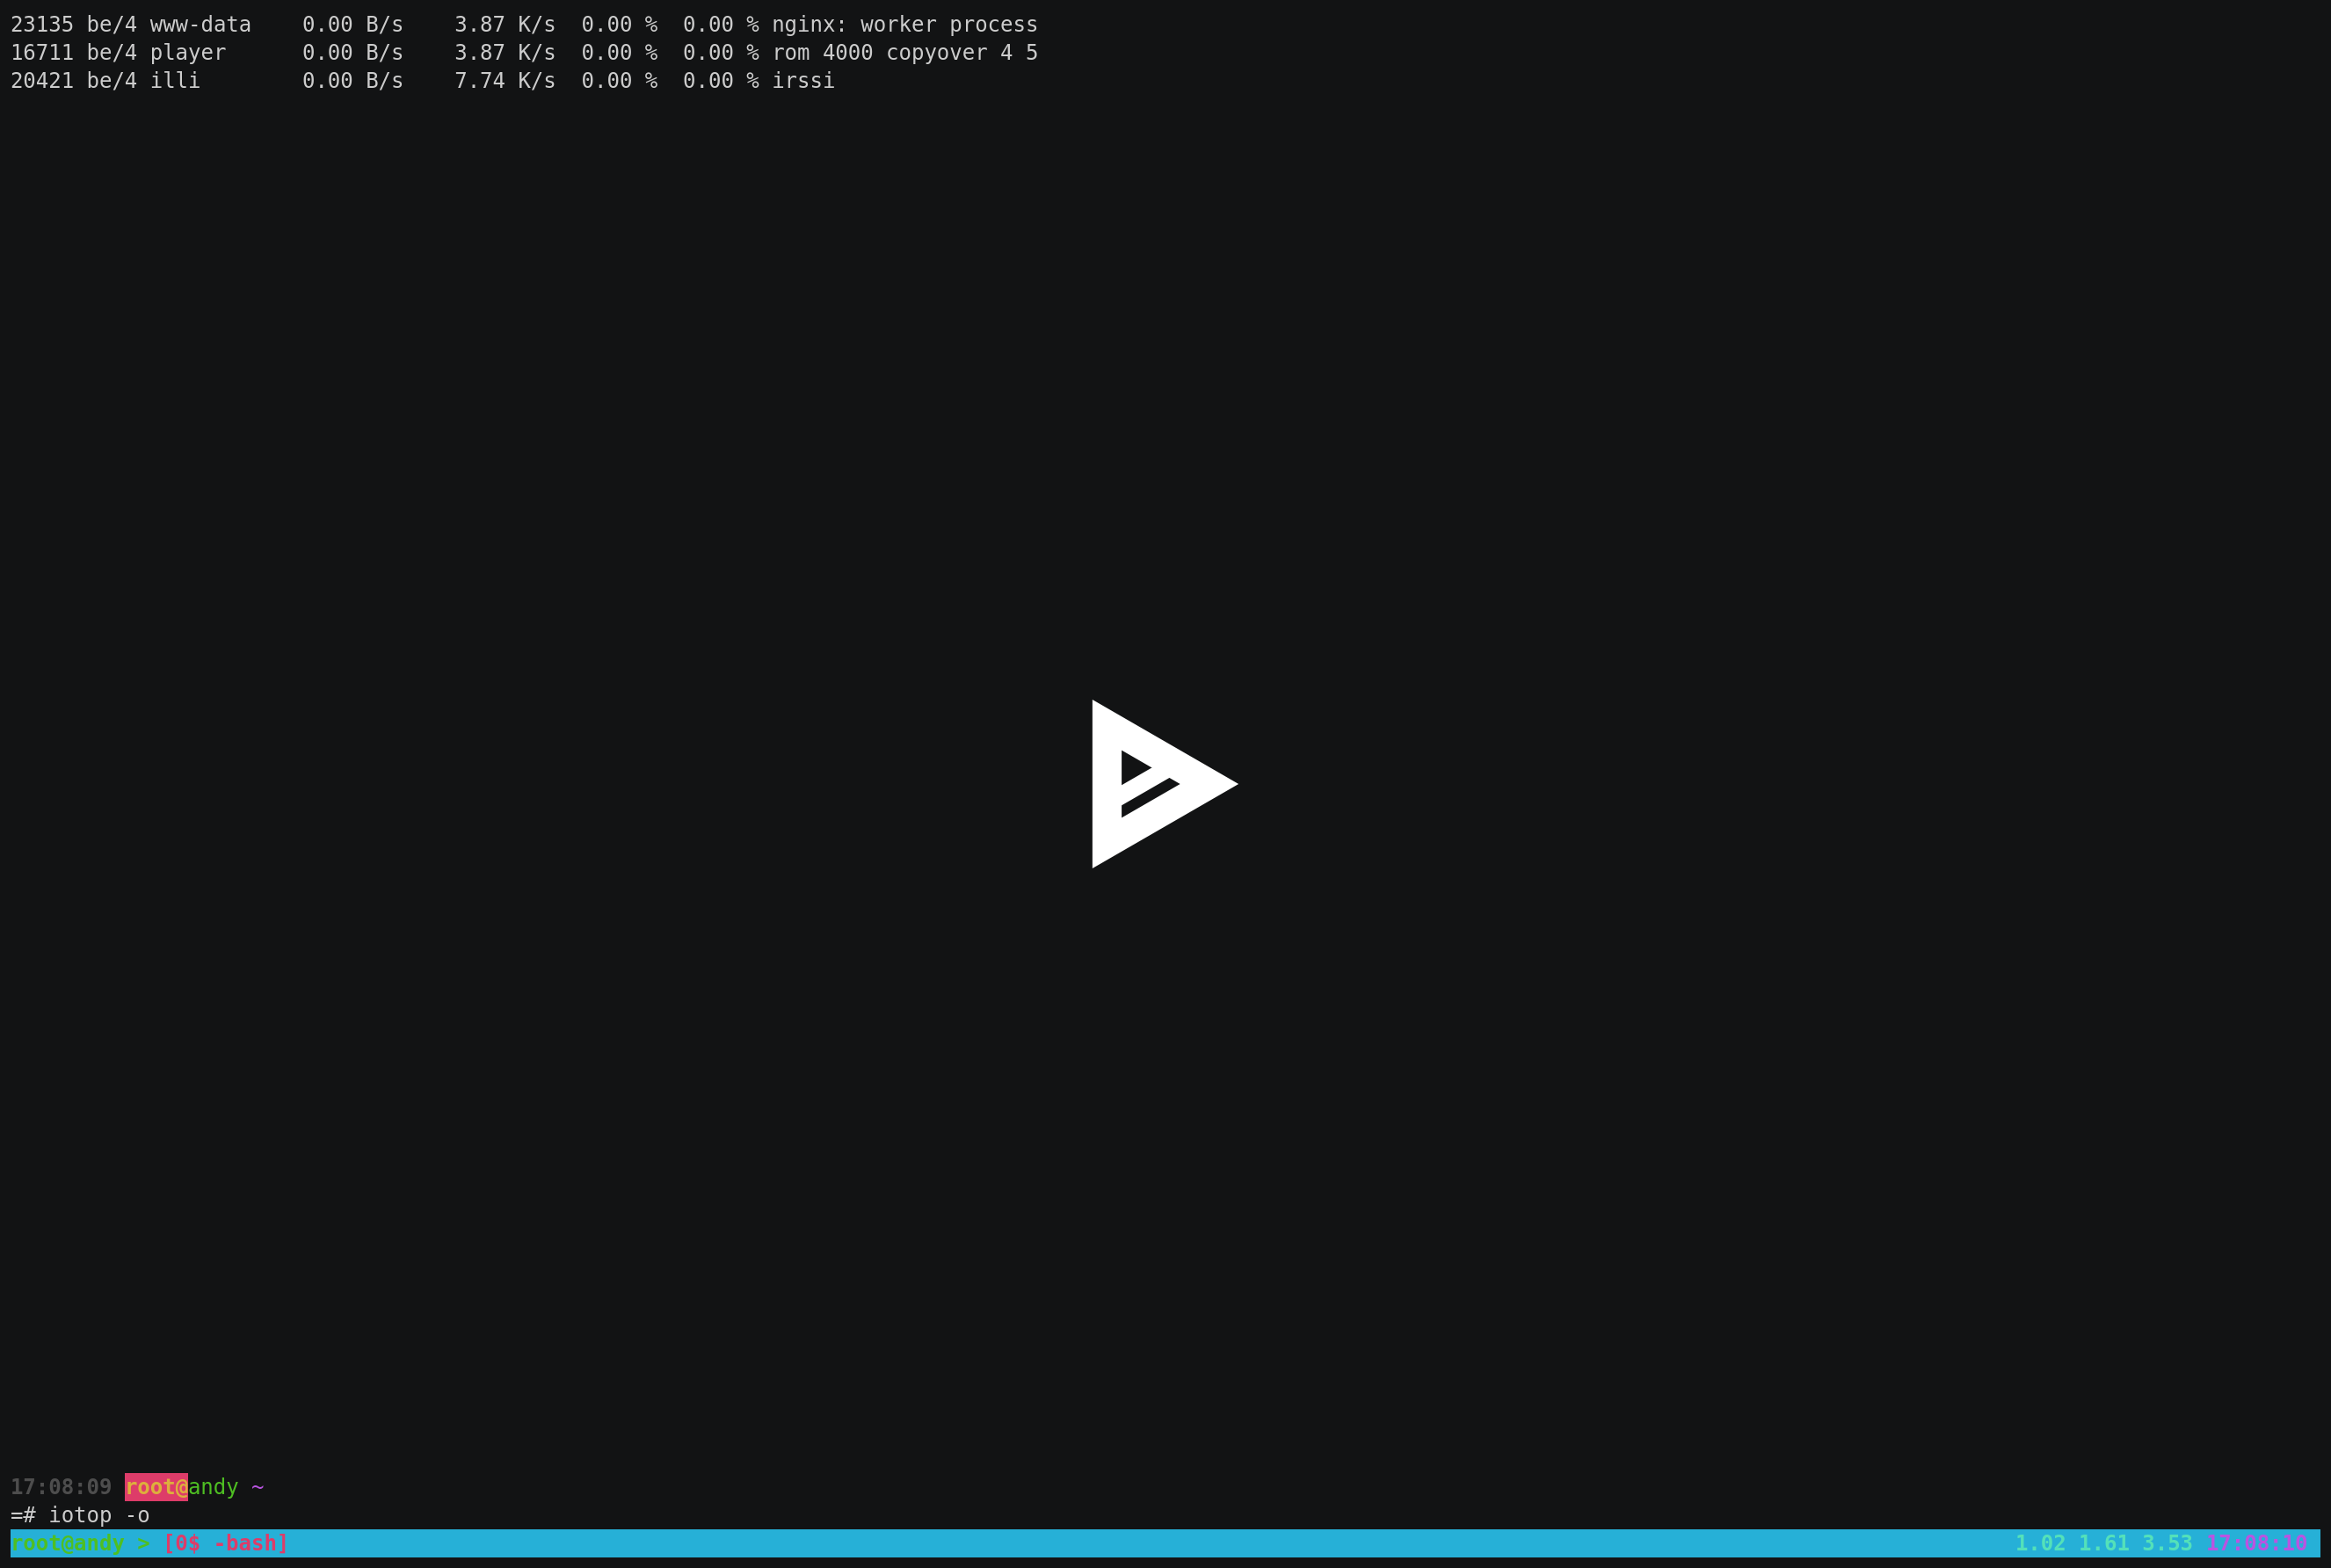 23135 be/4 www-data    0.00 B/s    3.87 K/s  0.00 %  0.00 % nginx: worker process
16711 be/4 player      0.00 B/s    3.87 K/s  0.00 %  0.00 % rom 4000 copyover 4 5
20421 be/4 illi        0.00 B/s    7.74 K/s  0.00 %  0.00 % irssi
17:08:09 root@andy ~
=# iotop -o
root@andy > [0$ -bash] 1.02 1.61 3.53 17:08:10